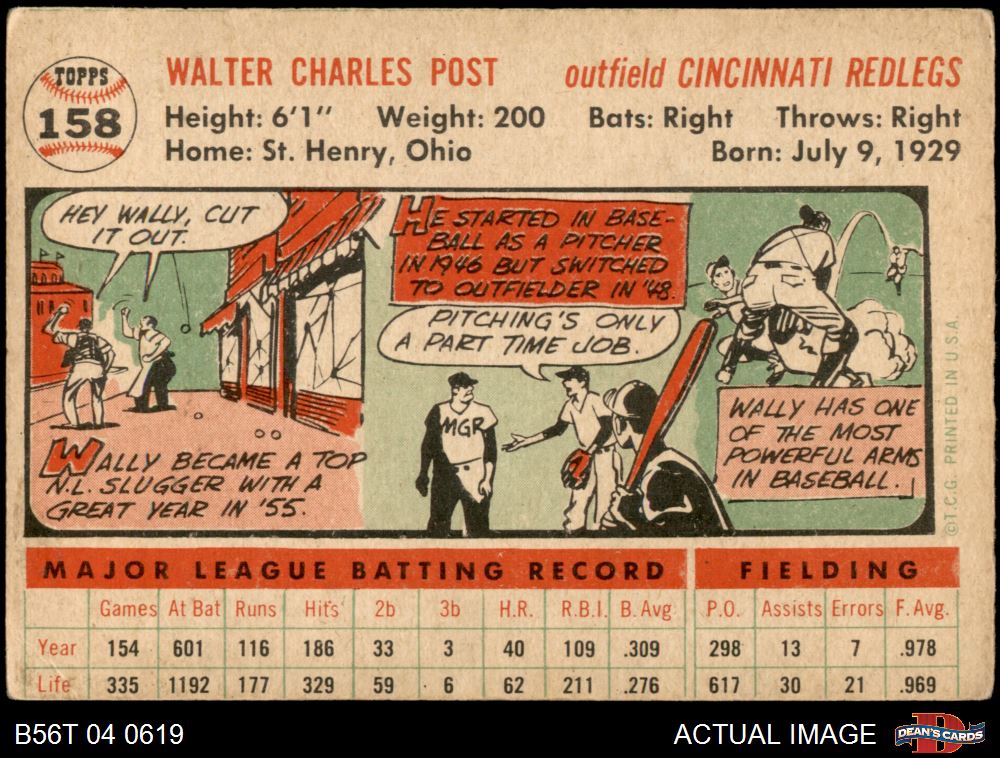 TOPPS
158
WALTER CHARLES POST
outfield CINCINNATI REDLEGS
Height: 6'1" Weight: 200 Bats: Right Throws: Right
Home: St. Henry, Ohio Born: July 9, 1929
HEY WALLY, CUT
IT OUT.
WALLY BECAME A TOP
N.L. SLUGGER WITH A
GREAT YEAR IN '55.
HE STARTED IN BASE-
BALL AS A PITCHER
IN 1946 BUT SWITCHED
TO OUTFIELDER IN '48.
PITCHING'S ONLY
A PART TIME JOB.
MGR
WALLY HAS ONE
OF THE MOST
POWERFUL ARMS
IN BASEBALL.
©T.C.G. PRINTED IN U.S.A.
MAJOR LEAGUE BATTING RECORD FIELDING
Games At Bat Runs Hits 2b 3b H.R. R.B.I. B. Avg P.O. Assists Errors F. Avg.
Year 154 601 116 186 33 3 40 109 .309 298 13 7 .978
Life 335 1192 177 329 59 6 62 211 .276 617 30 21 .969
B56T 04 0619 ACTUAL IMAGE DEAN'S CARDS